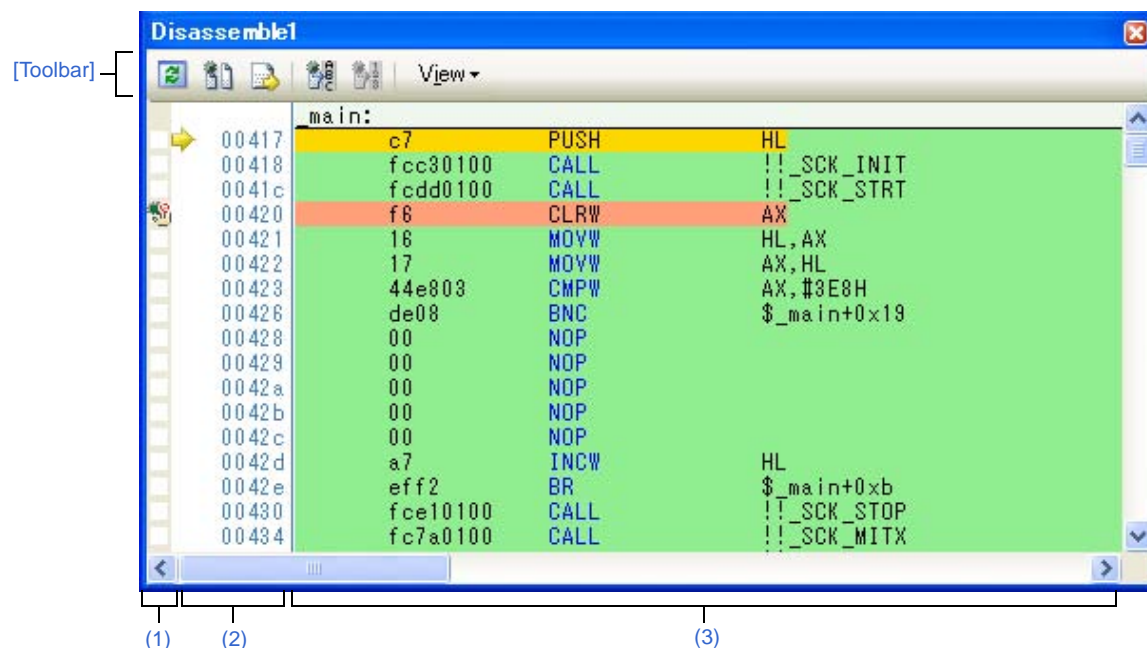 Disassemble1
[Toolbar]
View
_main:
00417 c7 PUSH HL
00418 fcc30100 CALL !!_SCK_INIT
0041c fcdd0100 CALL !!_SCK_STRT
00420 f6 CLRW AX
00421 16 MOVW HL,AX
00422 17 MOVW AX,HL
00423 44e803 CMPW AX,#3E8H
00426 de08 BNC $_main+0x19
00428 00 NOP
00429 00 NOP
0042a 00 NOP
0042b 00 NOP
0042c 00 NOP
0042d a7 INCW HL
0042e eff2 BR $_main+0xb
00430 fce10100 CALL !!_SCK_STOP
00434 fc7a0100 CALL !!_SCK_MITX
(1) (2) (3)